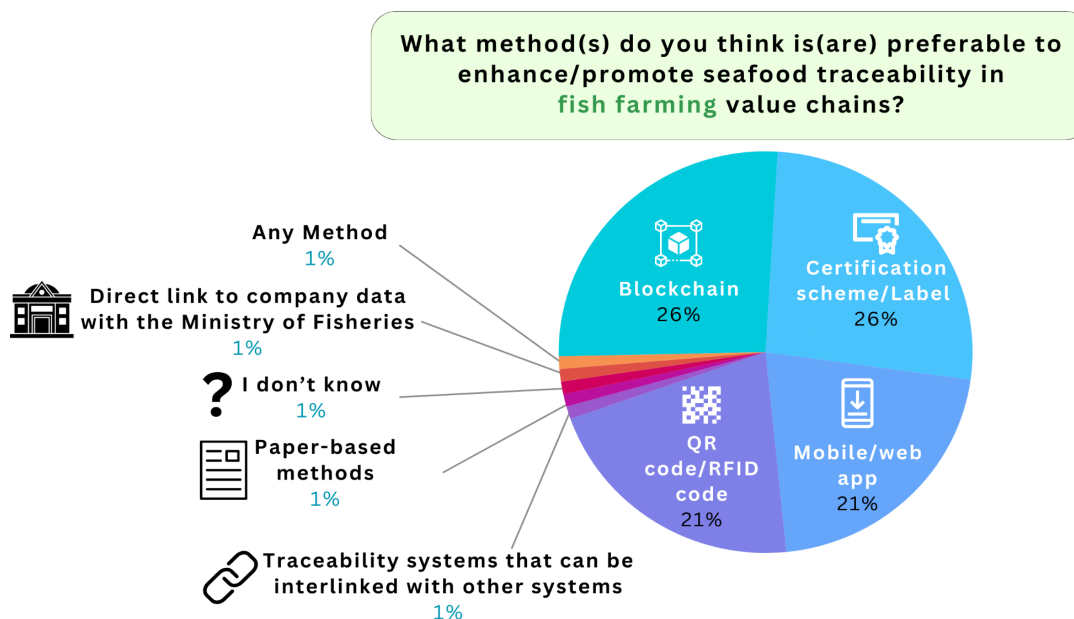 What method(s) do you think is(are) preferable to
enhance/promote seafood traceability in
fish farming value chains?
Any Method
1%
Direct link to company data
with the Ministry of Fisheries
1%
I don't know
1%
Paper-based
methods
1%
Traceability systems that can be
interlinked with other systems
1%
Blockchain
26%
Certification
scheme/Label
26%
Mobile/web
app
21%
QR
code/RFID
code
21%